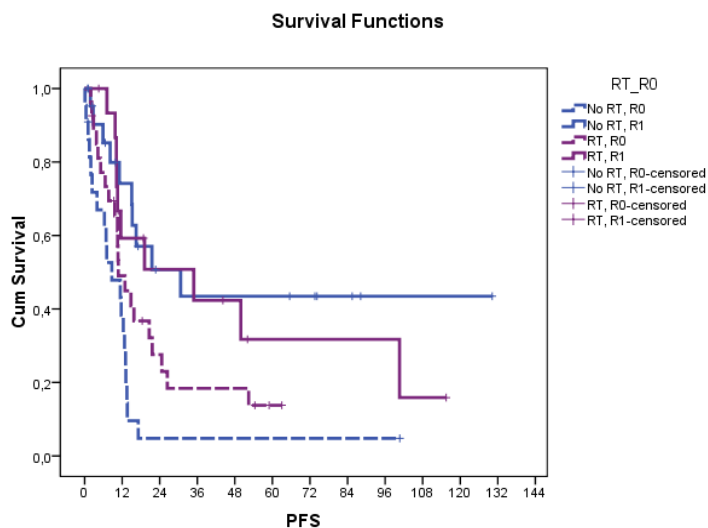 Survival Functions
RT_R0
No RT, R0
No RT, R1
RT, R0
RT, R1
No RT, R0-censored
No RT, R1-censored
RT, R0-censored
RT, R1-censored
Cum Survival
1,0
0,8
0,6
0,4
0,2
0,0
0 12 24 36 48 60 72 84 96 108 120 132 144
PFS